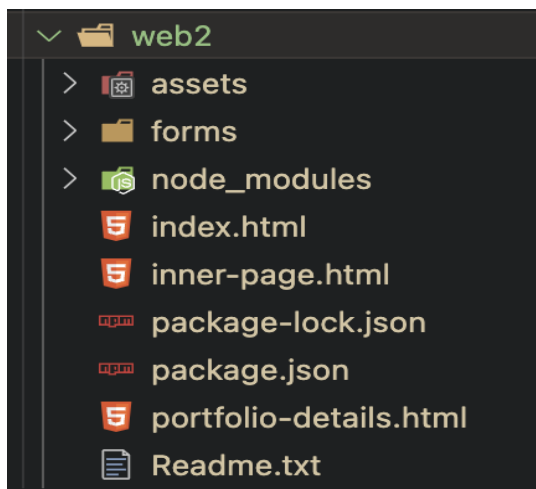 web2
assets
forms
node_modules
index.html
inner-page.html
package-lock.json
package.json
portfolio-details.html
Readme.txt